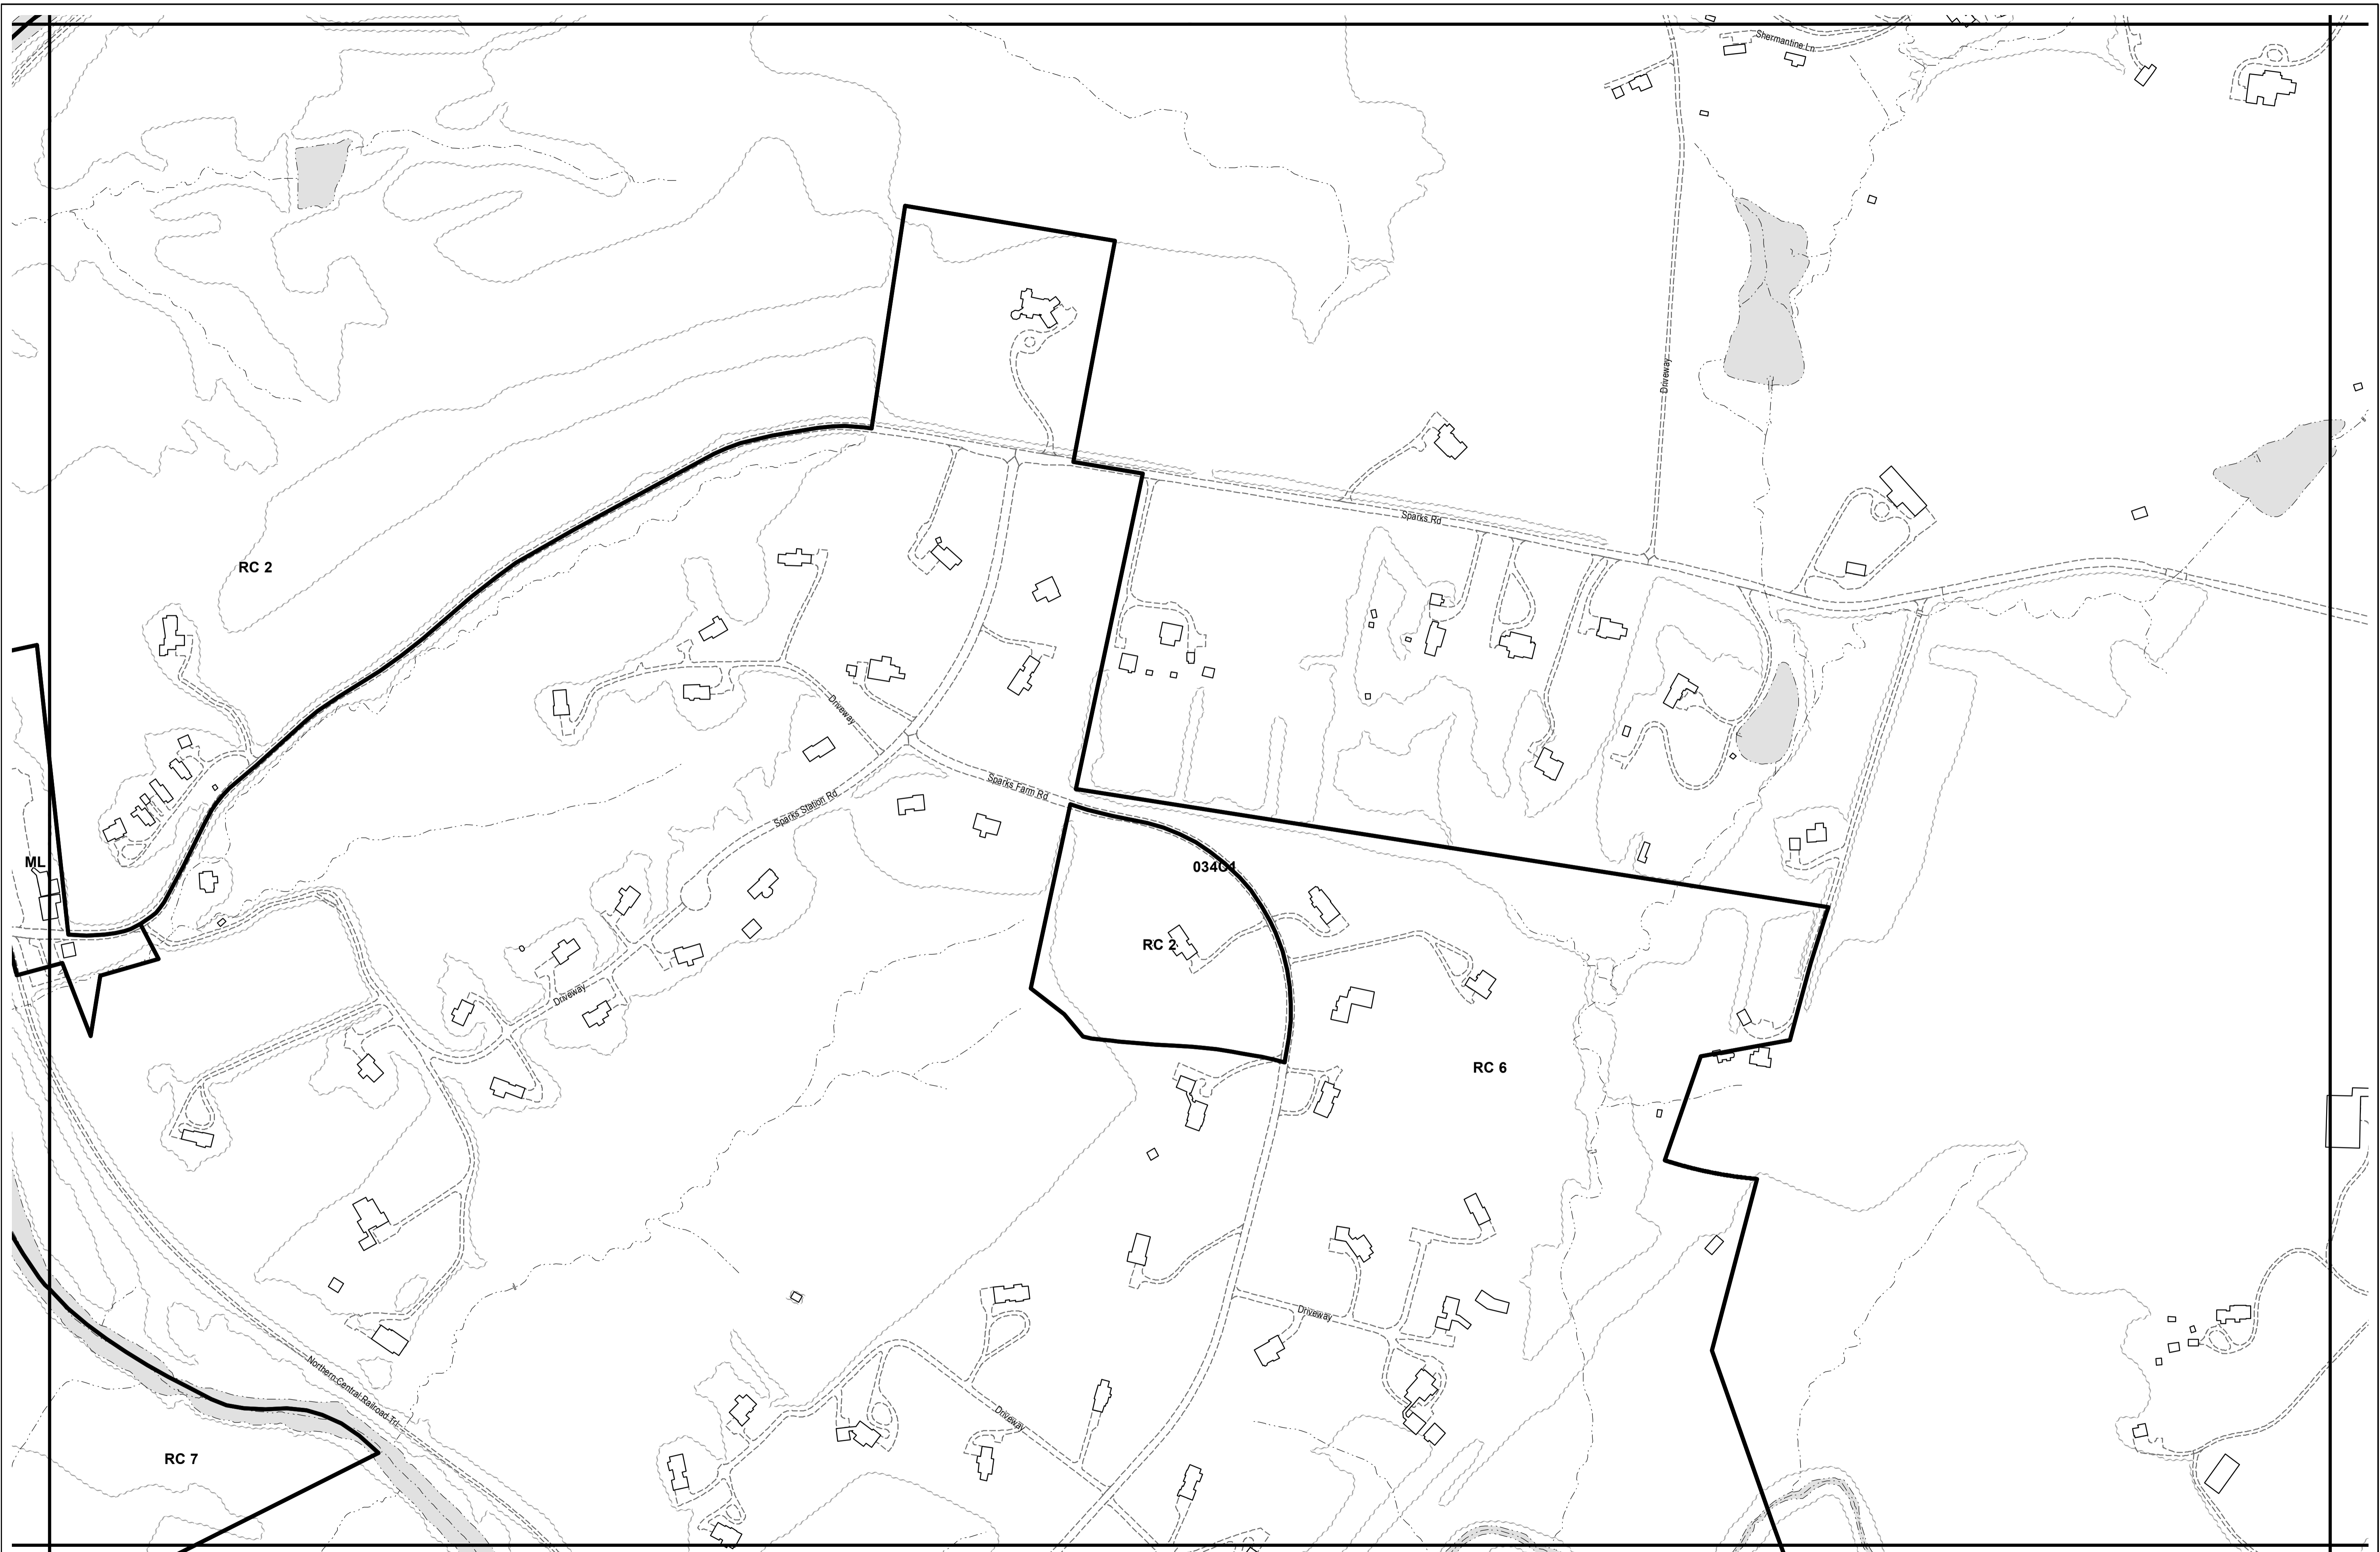 Shermantine Ln
Driveway
Sparks Rd
RC 2
Driveway
Sparks Farm Rd
Sparks Station Rd
ML
034C1
RC 2
Driveway
RC 6
Driveway
Northern Central Railroad Trl
Driveway
RC 7